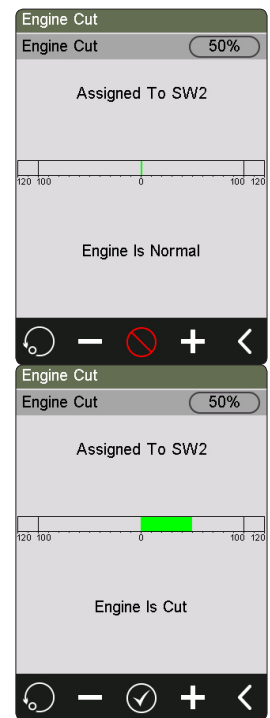 Engine Cut
Engine Cut 50%
Assigned To SW2
120 100 0 100 120
Engine Is Normal
Engine Cut
Engine Cut 50%
Assigned To SW2
120 100 0 100 120
Engine Is Cut